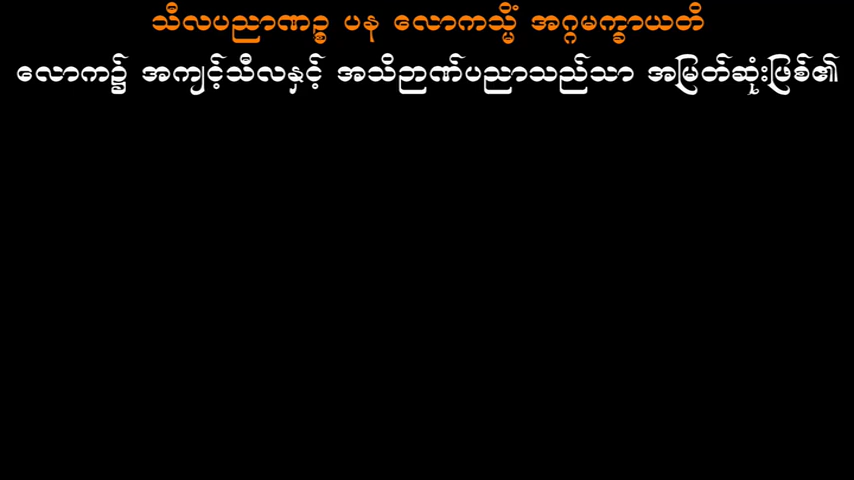 သီလပညာဏဉ္စ ပန လောကသ္မိံ အဂ္ဂမက္ခာယတိ
လောက၌ အကျင့်သီလနှင့် အသိဉာဏ်ပညာသည်သာ အမြတ်ဆုံးဖြစ်၏